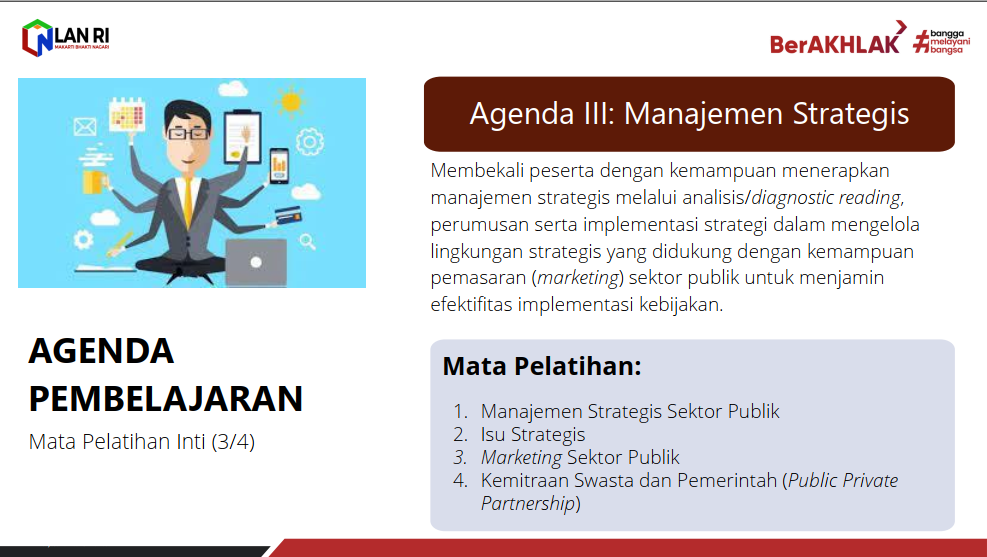 LAN RI
MAKARTI BHAKTI NAGARI
BerAKHLAK
#bangga
melayani
bangsa
Agenda III: Manajemen Strategis
Membekali peserta dengan kemampuan menerapkan
manajemen strategis melalui analisis/diagnostic reading,
perumusan serta implementasi strategi dalam mengelola
lingkungan strategis yang didukung dengan kemampuan
pemasaran (marketing) sektor publik untuk menjamin
efektifitas implementasi kebijakan.
AGENDA
PEMBELAJARAN
Mata Pelatihan Inti (3/4)
Mata Pelatihan:
1. Manajemen Strategis Sektor Publik
2. Isu Strategis
3. Marketing Sektor Publik
4. Kemitraan Swasta dan Pemerintah (Public Private
Partnership)